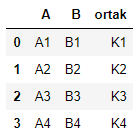 A B ortak
0 A1 B1 K1
1 A2 B2 K2
2 A3 B3 K3
3 A4 B4 K4